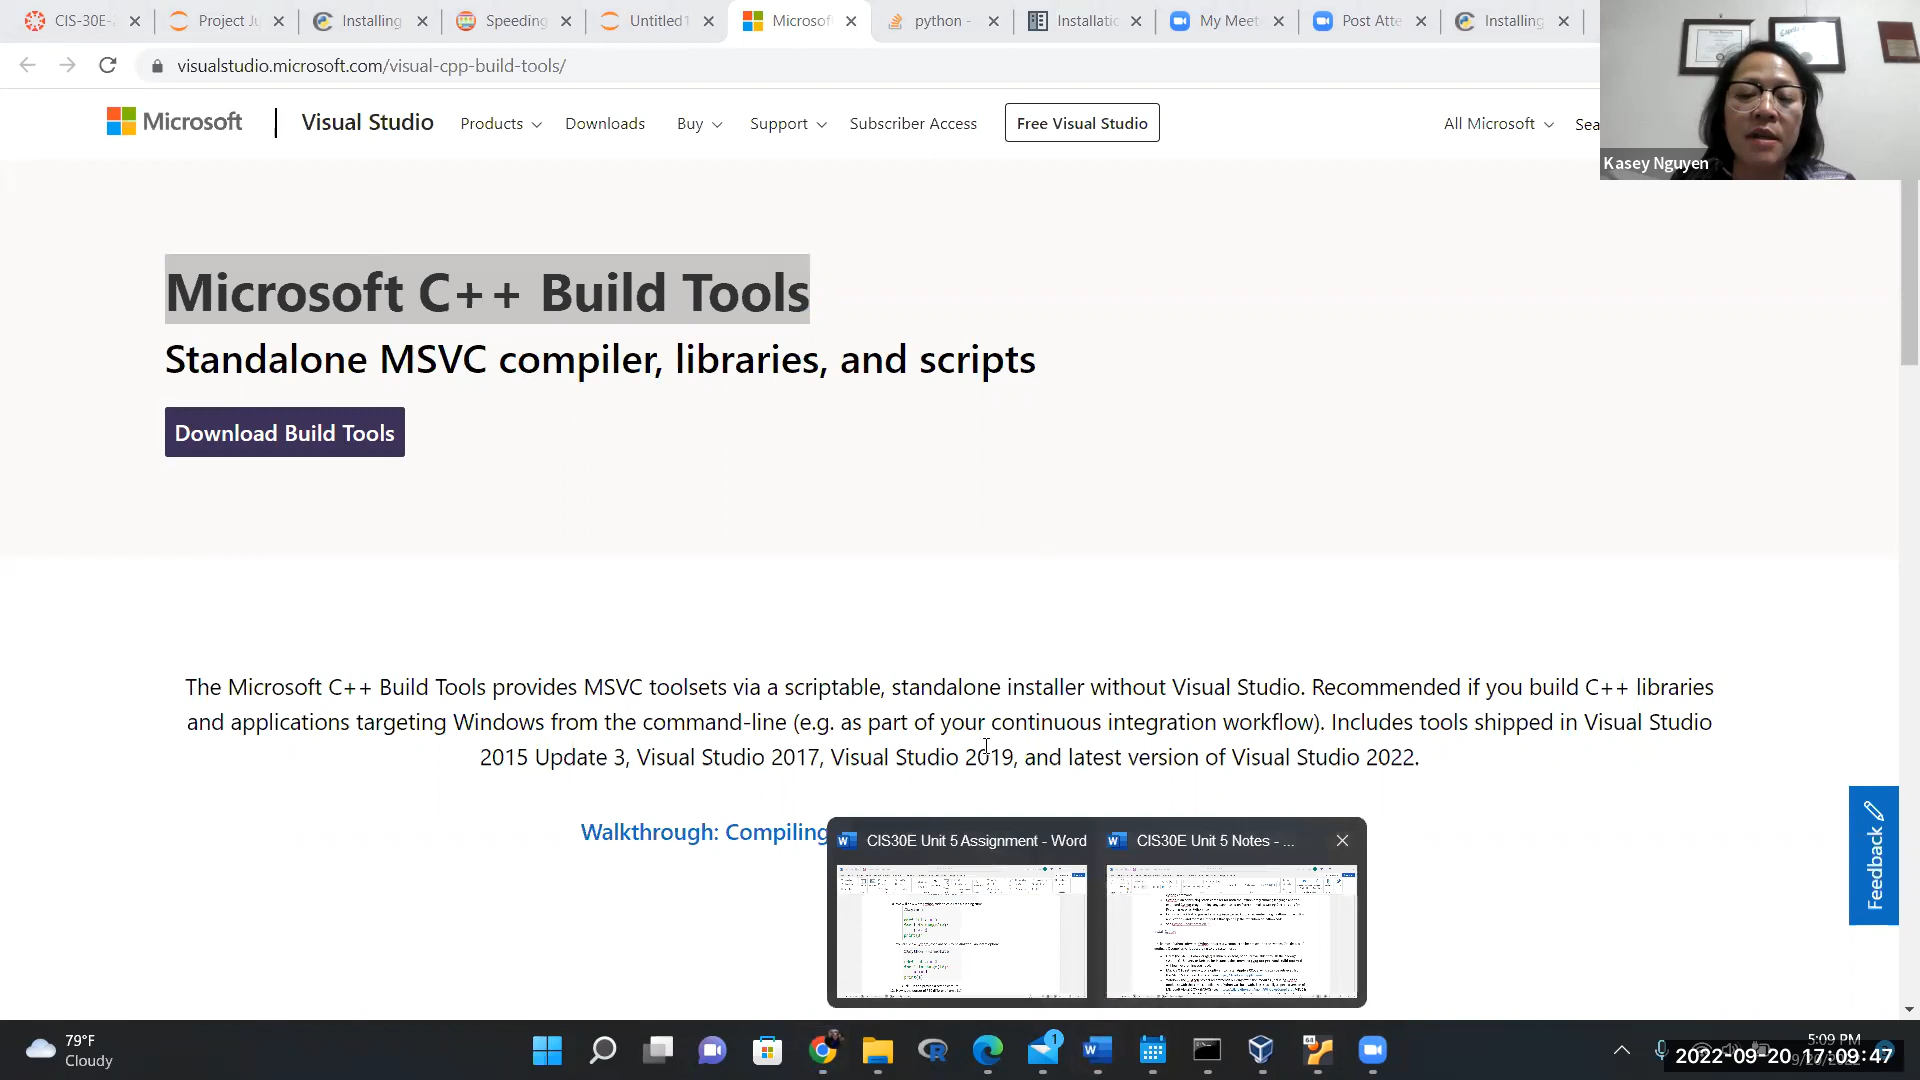 CIS-30E-
Project Ju
Installing
Speeding
Untitled1
Microsof
python -
Installatio
My Meet
Post Atte
Installing
visualstudio.microsoft.com/visual-cpp-build-tools/
Microsoft
Visual Studio
Products
Downloads
Buy
Support
Subscriber Access
Free Visual Studio
All Microsoft
Sea
Kasey Nguyen
Microsoft C++ Build Tools
Standalone MSVC compiler, libraries, and scripts
Download Build Tools
The Microsoft C++ Build Tools provides MSVC toolsets via a scriptable, standalone installer without Visual Studio. Recommended if you build C++ libraries
and applications targeting Windows from the command-line (e.g. as part of your continuous integration workflow). Includes tools shipped in Visual Studio
2015 Update 3, Visual Studio 2017, Visual Studio 2019, and latest version of Visual Studio 2022.
Walkthrough: Compiling
Feedback
CIS30E Unit 5 Assignment - Word
CIS30E Unit 5 Notes - ...
79°F
Cloudy
1
64
5:09 PM
9/20/2022
2022-09-20 17:09:47